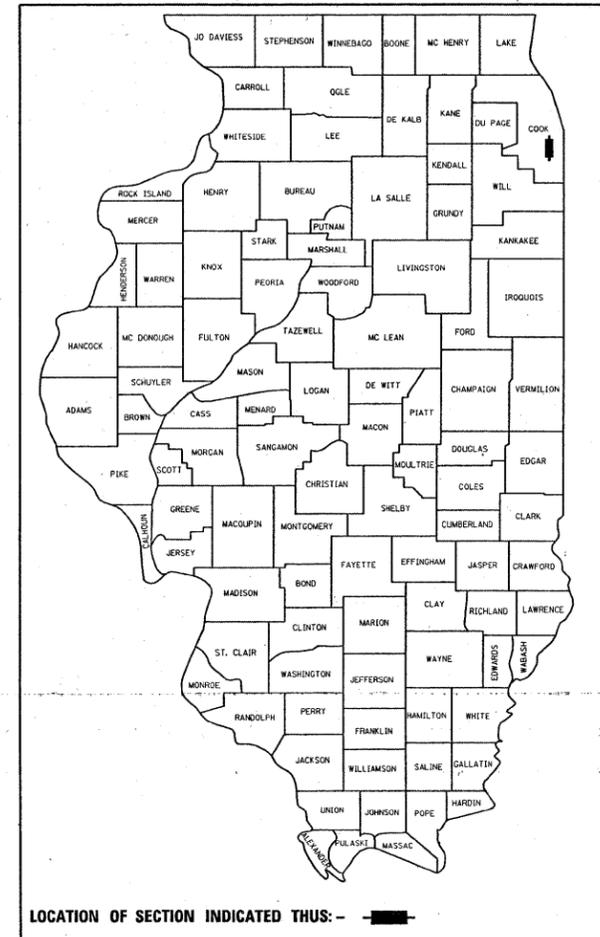 JO DAVIESS STEPHENSON WINNEBAGO BOONE MC HENRY LAKE
CARROLL OGLE DE KALB KANE DU PAGE COOK
WHITESIDE LEE
KENDALL
ROCK ISLAND HENRY BUREAU LA SALLE GRUNDY WILL
MERCER PUTNAM
STARK MARSHALL KANKAKEE
HENDERSON WARREN KNOX PEORIA WOODFORD LIVINGSTON IROQUOIS
HANCOCK MC DONOUGH FULTON TAZEWELL MC LEAN FORD
SCHUYLER MASON LOGAN DE WITT CHAMPAIGN VERMILION
ADAMS BROWN CASS MENARD MACON PIATT
PIKE SCOTT MORGAN SANGAMON CHRISTIAN MOULTRIE DOUGLAS EDGAR
COLES
CALHOUN GREENE MACOUPIN MONTGOMERY SHELBY CUMBERLAND CLARK
JERSEY FAYETTE EFFINGHAM JASPER CRAWFORD
MADISON BOND
CLINTON MARION CLAY RICHLAND LAWRENCE
ST. CLAIR WASHINGTON JEFFERSON WAYNE EDWARDS WABASH
MONROE
RANDOLPH PERRY FRANKLIN HAMILTON WHITE
JACKSON WILLIAMSON SALINE GALLATIN
UNION JOHNSON POPE HARDIN
ALEXANDER PULASKI MASSAC
LOCATION OF SECTION INDICATED THUS:-